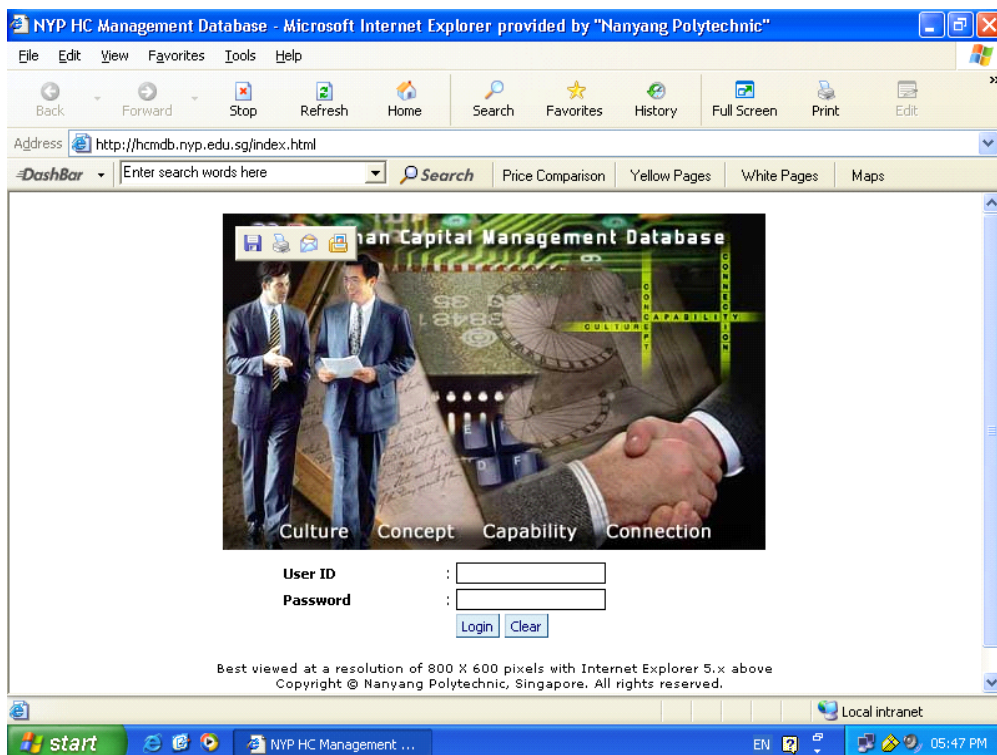 NYP HC Management Database - Microsoft Internet Explorer provided by "Nanyang Polytechnic"
File Edit View Favorites Tools Help
Back Forward Stop Refresh Home Search Favorites History Full Screen Print Edit
Address http://hcmdb.nyp.edu.sg/index.html
DashBar Enter search words here Search Price Comparison Yellow Pages White Pages Maps
Capital Management Database
CONNECTION
CONCEPT
CAPABILITY
CULTURE
Culture Concept Capability Connection
User ID :
Password :
Login Clear
Best viewed at a resolution of 800 X 600 pixels with Internet Explorer 5.x above
Copyright © Nanyang Polytechnic, Singapore. All rights reserved.
Local intranet
start NYP HC Management ... EN 05:47 PM